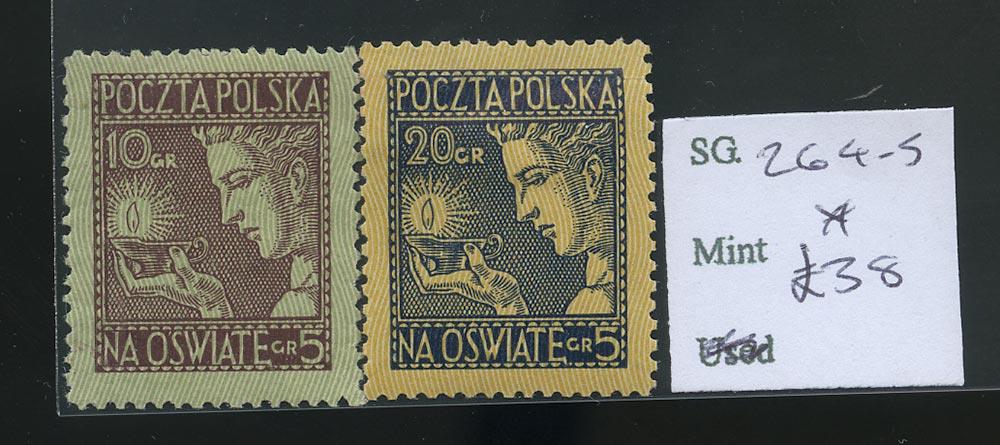 POCZTA POLSKA
10 GR
NA OSWIATE GR 5
POCZTA POLSKA
20 GR
NA OSWIATE GR 5
SG. 264-5
Mint £38
Used